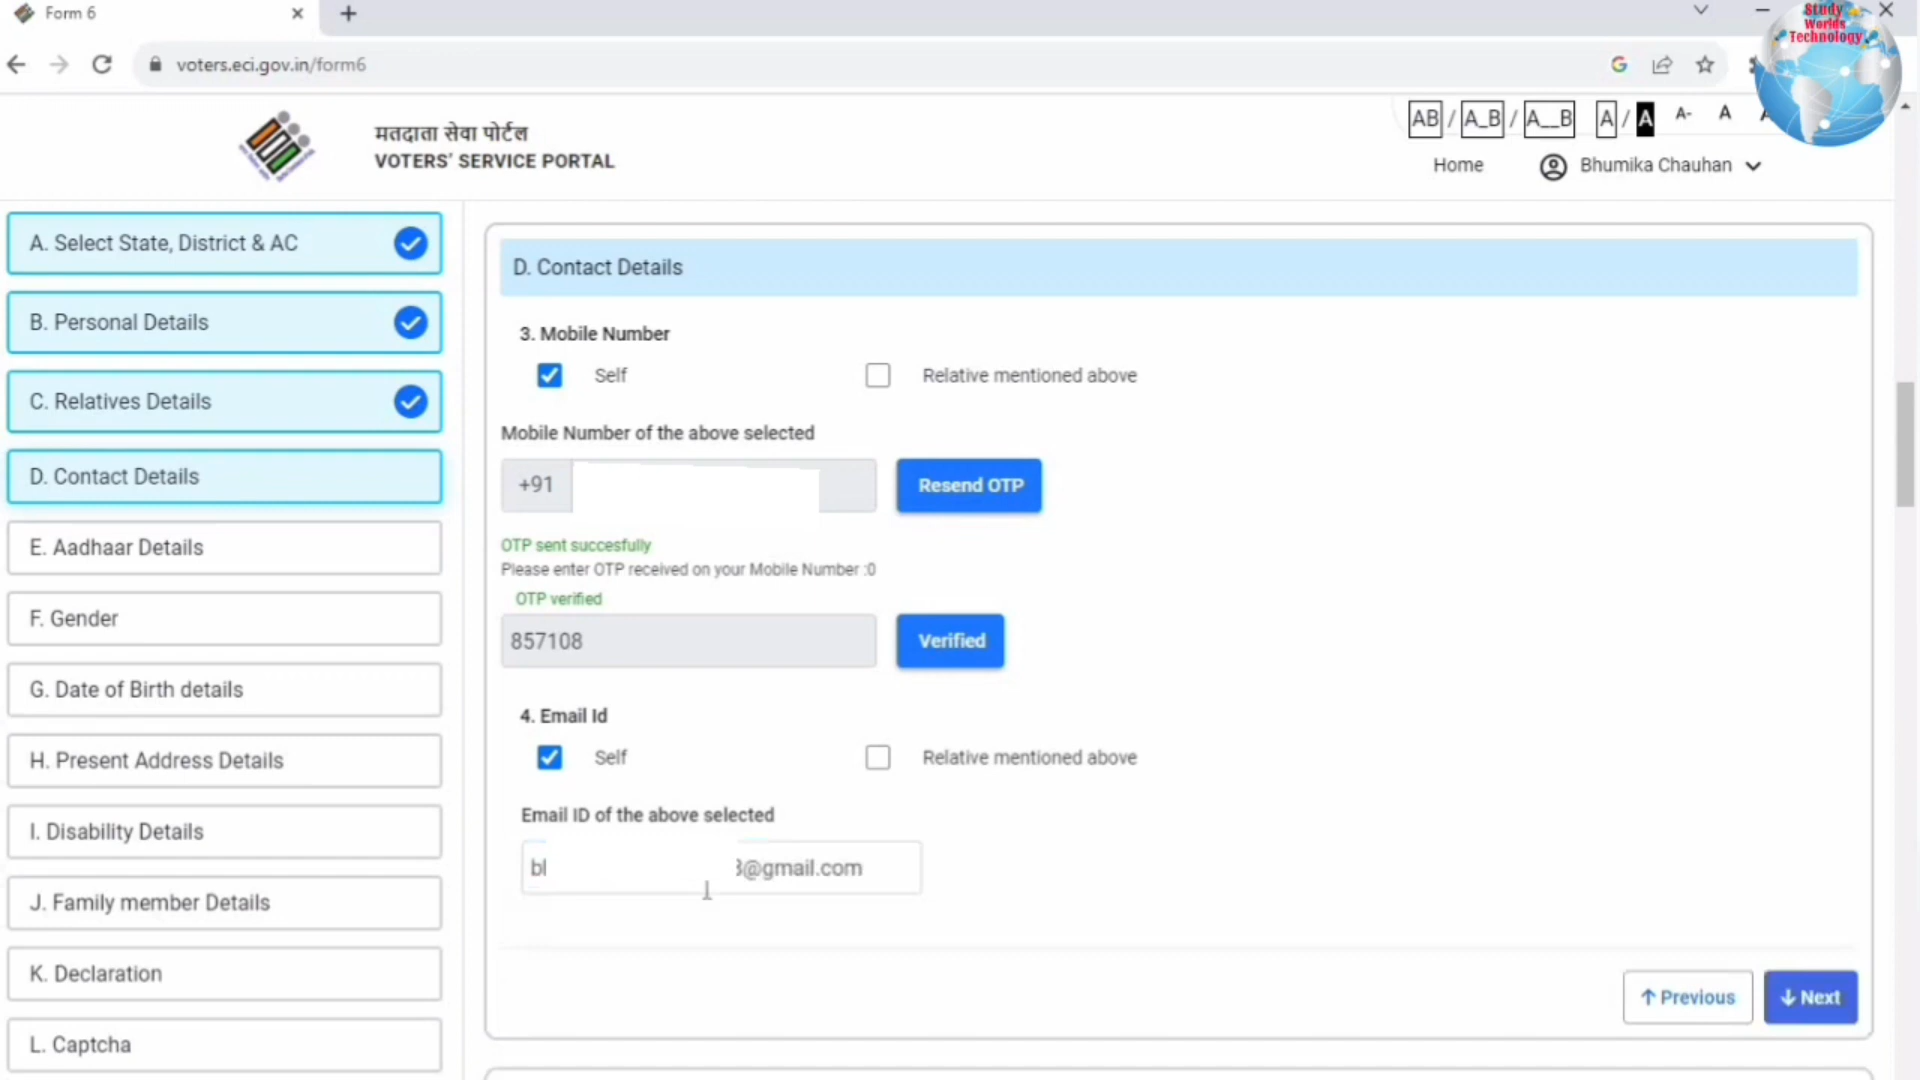 Form 6
voters.eci.gov.in/form6
Study
Worlds
Technology
मतदाता सेवा पोर्टल
VOTERS' SERVICE PORTAL
AB / A_B / A__B A / A A- A
Home Bhumika Chauhan
A. Select State, District & AC
B. Personal Details
C. Relatives Details
D. Contact Details
E. Aadhaar Details
F. Gender
G. Date of Birth details
H. Present Address Details
I. Disability Details
J. Family member Details
K. Declaration
L. Captcha
D. Contact Details
3. Mobile Number
Self Relative mentioned above
Mobile Number of the above selected
+91 Resend OTP
OTP sent succesfully
Please enter OTP received on your Mobile Number :0
OTP verified
857108 Verified
4. Email Id
Self Relative mentioned above
Email ID of the above selected
@gmail.com
Previous Next